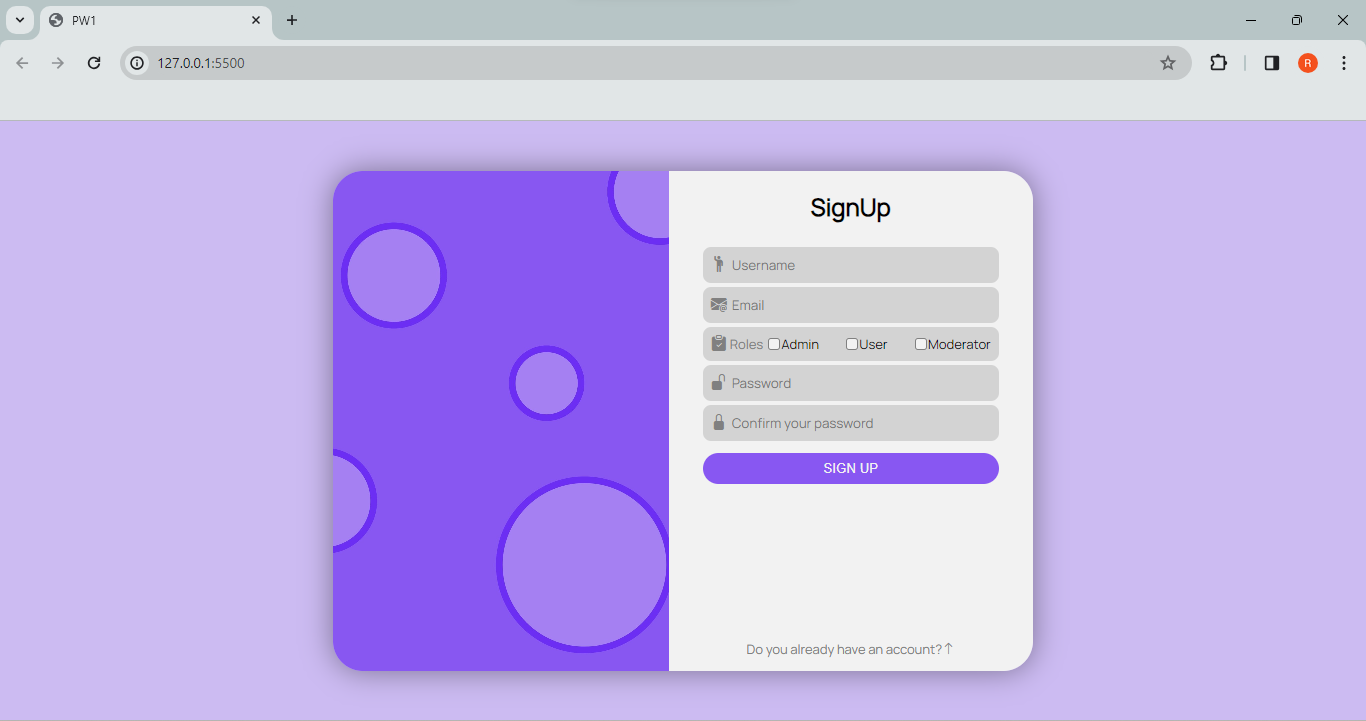 PW1
127.0.0.1:5500
R
SignUp
Username
Email
Roles Admin User Moderator
Password
Confirm your password
SIGN UP
Do you already have an account?↑